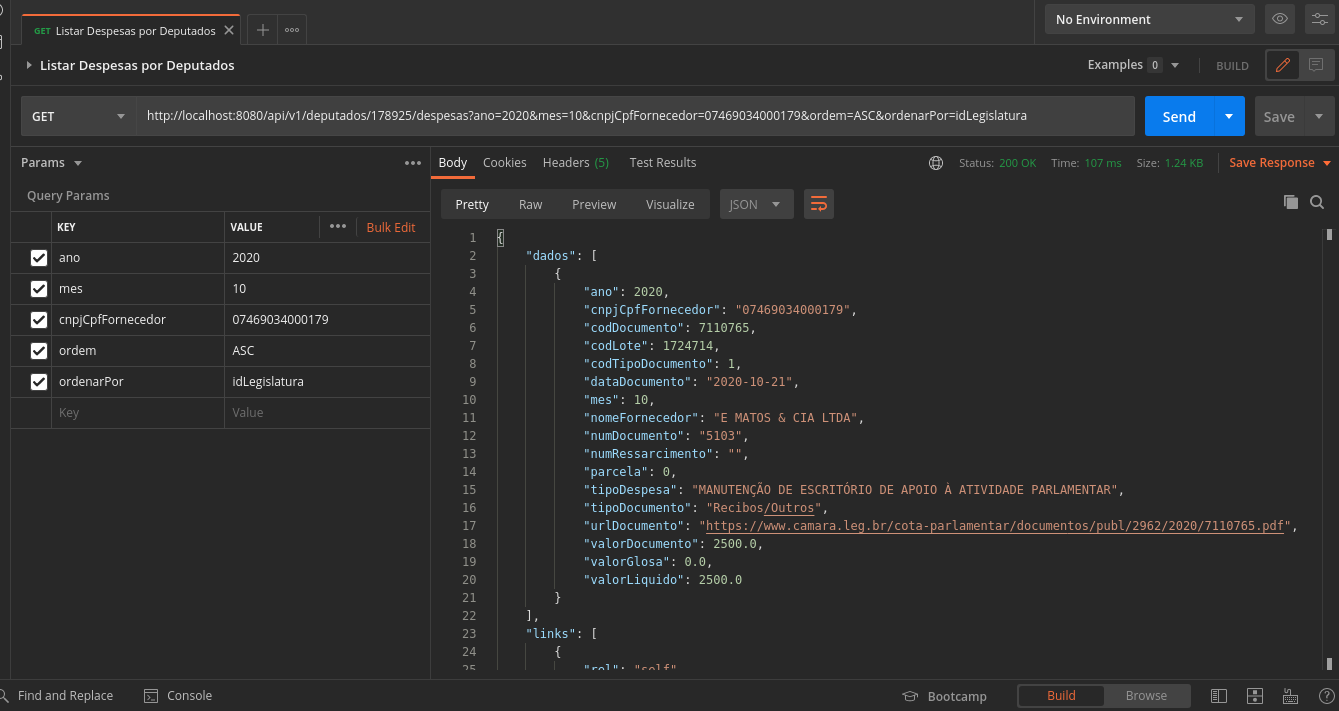 GET Listar Despesas por Deputados
No Environment
Listar Despesas por Deputados
Examples 0
BUILD
GET
http://localhost:8080/api/v1/deputados/178925/despesas?ano=2020&mes=10&cnpjCpfFornecedor=07469034000179&ordem=ASC&ordenarPor=idLegislatura
Send
Save
Params
Query Params
KEY VALUE Bulk Edit
ano 2020
mes 10
cnpjCpfFornecedor 07469034000179
ordem ASC
ordenarPor idLegislatura
Key Value
Body Cookies Headers (5) Test Results
Status: 200 OK Time: 107 ms Size: 1.24 KB Save Response
Pretty Raw Preview Visualize JSON
1 {
2 "dados": [
3 {
4 "ano": 2020,
5 "cnpjCpfFornecedor": "07469034000179",
6 "codDocumento": 7110765,
7 "codLote": 1724714,
8 "codTipoDocumento": 1,
9 "dataDocumento": "2020-10-21",
10 "mes": 10,
11 "nomeFornecedor": "E MATOS & CIA LTDA",
12 "numDocumento": "5103",
13 "numRessarcimento": "",
14 "parcela": 0,
15 "tipoDespesa": "MANUTENÇÃO DE ESCRITÓRIO DE APOIO À ATIVIDADE PARLAMENTAR",
16 "tipoDocumento": "Recibos/Outros",
17 "urlDocumento": "https://www.camara.leg.br/cota-parlamentar/documentos/publ/2962/2020/7110765.pdf",
18 "valorDocumento": 2500.0,
19 "valorGlosa": 0.0,
20 "valorLiquido": 2500.0
21 }
22 ],
23 "links": [
24 {
25 "rel": "self"
Find and Replace Console
Bootcamp Build Browse